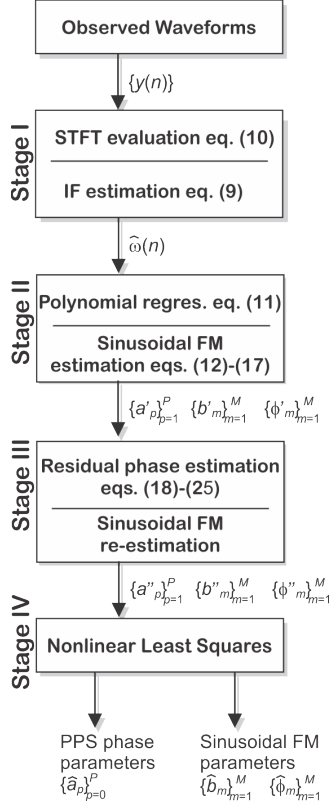 Observed Waveforms
{y(n)}
Stage I
STFT evaluation eq. (10)
IF estimation eq. (9)
ω̂(n)
Stage II
Polynomial regres. eq. (11)
Sinusoidal FM
estimation eqs. (12)-(17)
{a'ₚ}ᴾₚ₌₁ {b'ₘ}ᴹₘ₌₁ {ϕ'ₘ}ᴹₘ₌₁
Stage III
Residual phase estimation
eqs. (18)-(25)
Sinusoidal FM
re-estimation
{a''ₚ}ᴾₚ₌₁ {b''ₘ}ᴹₘ₌₁ {ϕ''ₘ}ᴹₘ₌₁
Stage IV
Nonlinear Least Squares
PPS phase
parameters
{âₚ}ᴾₚ₌₀
Sinusoidal FM
parameters
{b̂ₘ}ᴹₘ₌₁ {ϕ̂ₘ}ᴹₘ₌₁